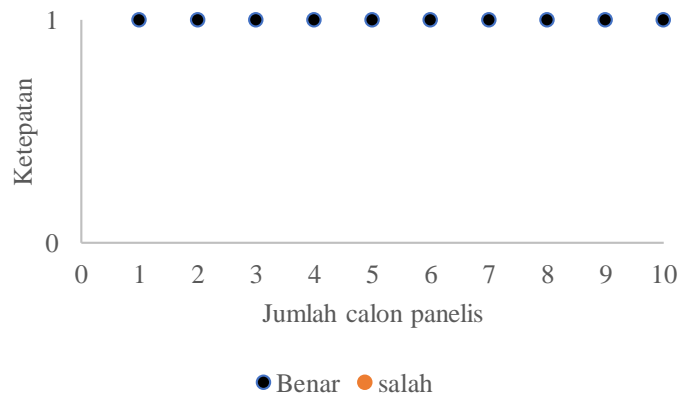 1
Ketepatan
0
0 1 2 3 4 5 6 7 8 9 10
Jumlah calon panelis
Benar salah